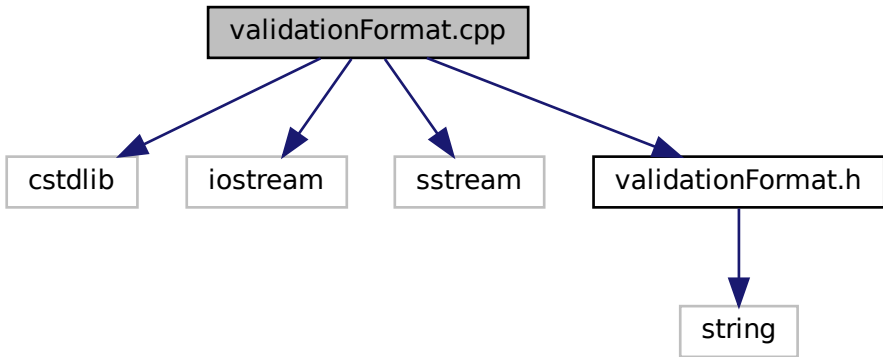 validationFormat.cpp
cstdlib
iostream
sstream
validationFormat.h
string